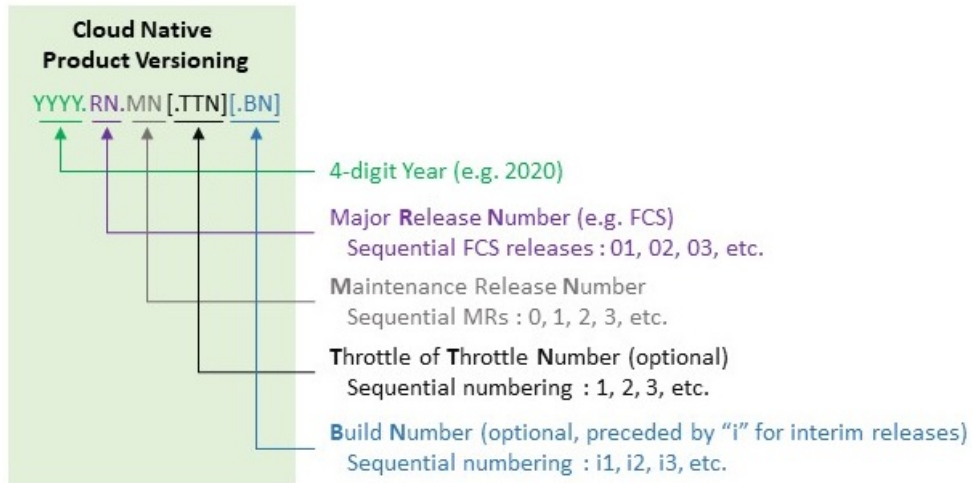 Cloud Native
Product Versioning
YYYY.RN.MN[.TTN][.BN]
4-digit Year (e.g. 2020)
Major Release Number (e.g. FCS)
Sequential FCS releases : 01, 02, 03, etc.
Maintenance Release Number
Sequential MRs : 0, 1, 2, 3, etc.
Throttle of Throttle Number (optional)
Sequential numbering : 1, 2, 3, etc.
Build Number (optional, preceded by “i” for interim releases)
Sequential numbering : i1, i2, i3, etc.